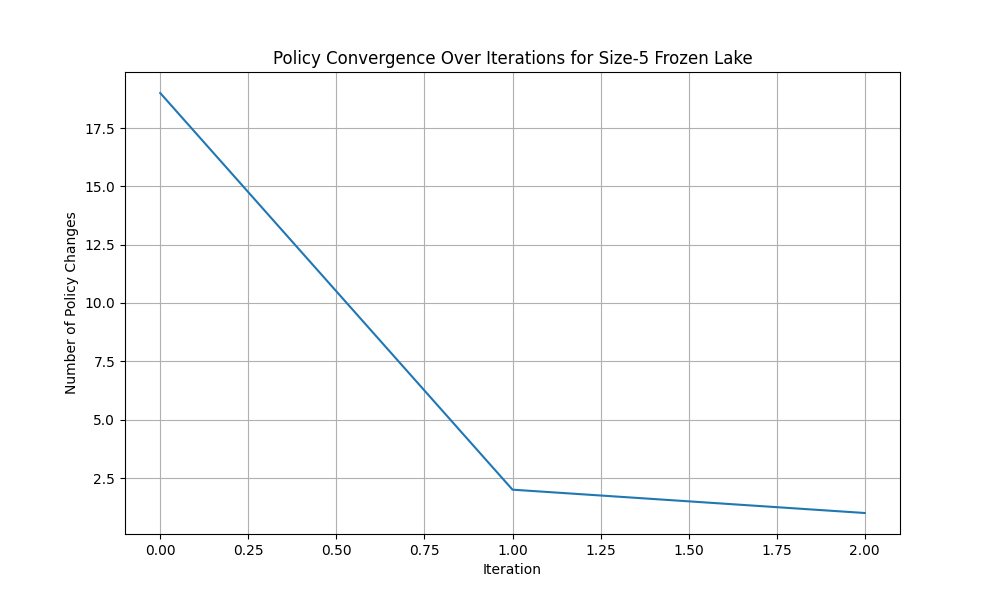 Policy Convergence Over Iterations for Size-5 Frozen Lake
Number of Policy Changes
17.5
15.0
12.5
10.0
7.5
5.0
2.5
0.00 0.25 0.50 0.75 1.00 1.25 1.50 1.75 2.00
Iteration